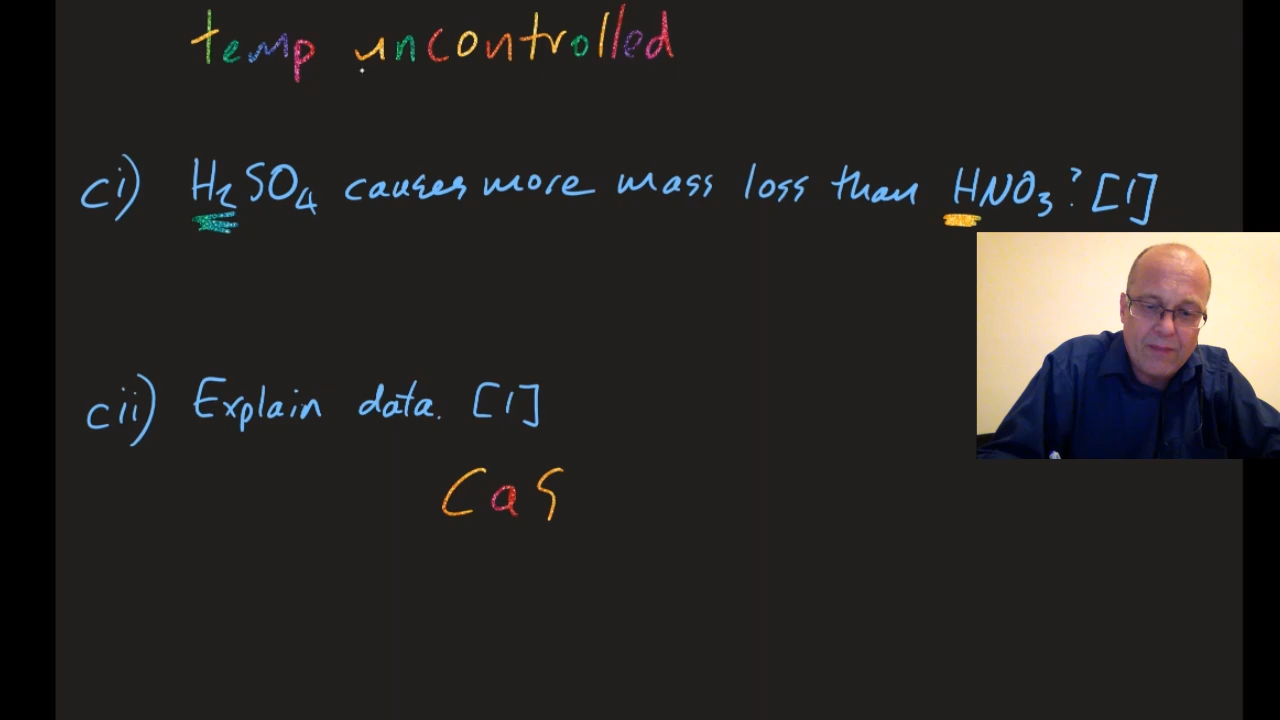 temp uncontrolled
ci) H₂SO₄ causes more mass loss than HNO₃? [1]
cii) Explain data. [1]
CaS